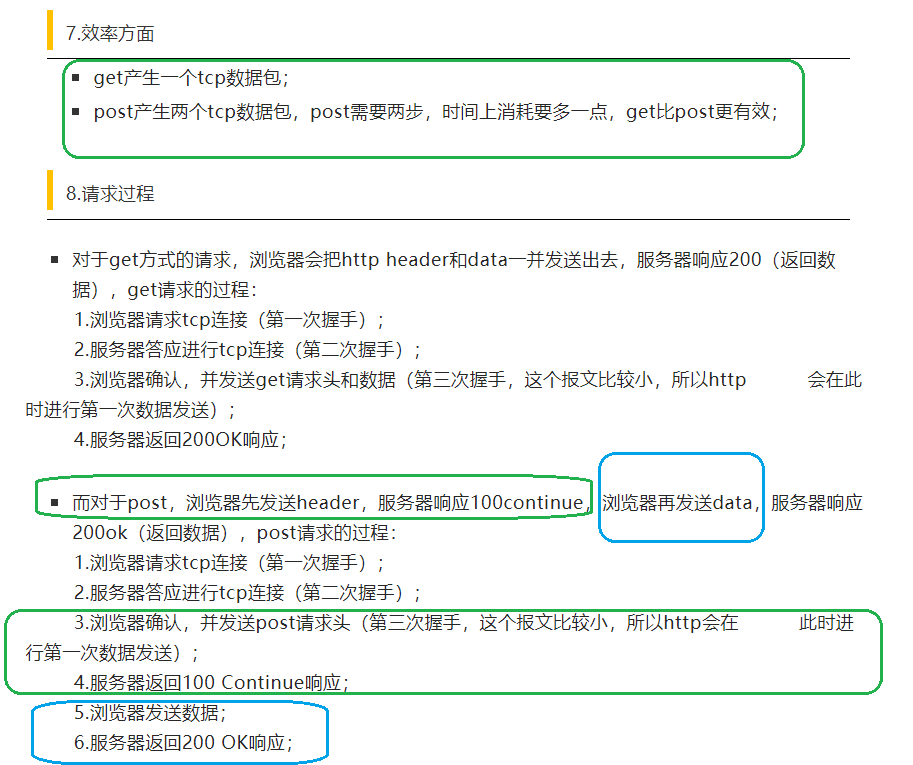 7.效率方面
get产生一个tcp数据包；
post产生两个tcp数据包，post需要两步，时间上消耗要多一点，get比post更有效；
8.请求过程
对于get方式的请求，浏览器会把http header和data一并发送出去，服务器响应200（返回数
据），get请求的过程：
1.浏览器请求tcp连接（第一次握手）；
2.服务器答应进行tcp连接（第二次握手）；
3.浏览器确认，并发送get请求头和数据（第三次握手，这个报文比较小，所以http 会在此
时进行第一次数据发送）；
4.服务器返回200OK响应；
而对于post，浏览器先发送header，服务器响应100continue，浏览器再发送data，服务器响应
200ok（返回数据），post请求的过程：
1.浏览器请求tcp连接（第一次握手）；
2.服务器答应进行tcp连接（第二次握手）；
3.浏览器确认，并发送post请求头（第三次握手，这个报文比较小，所以http会在 此时进
行第一次数据发送）；
4.服务器返回100 Continue响应；
5.浏览器发送数据；
6.服务器返回200 OK响应；